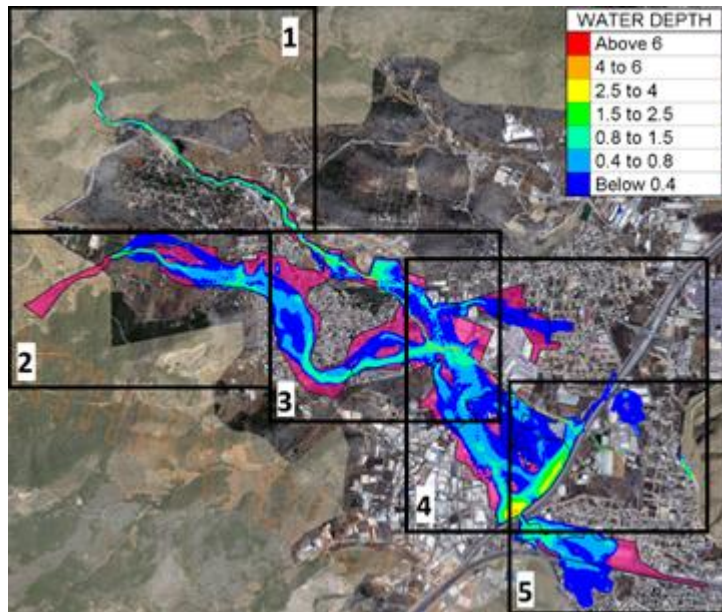 1
WATER DEPTH
Above 6
4 to 6
2.5 to 4
1.5 to 2.5
0.8 to 1.5
0.4 to 0.8
Below 0.4
2
3
4
5